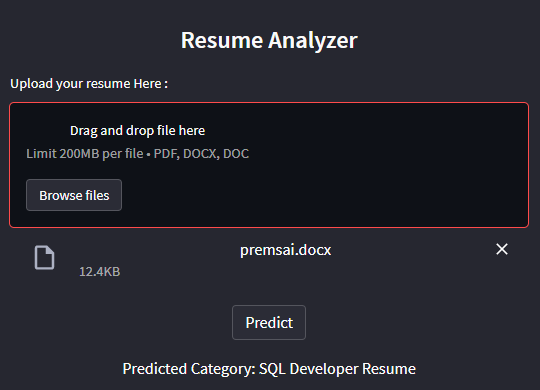 Resume Analyzer
Upload your resume Here :
Drag and drop file here
Limit 200MB per file • PDF, DOCX, DOC
Browse files
premsai.docx
12.4KB
Predict
Predicted Category: SQL Developer Resume